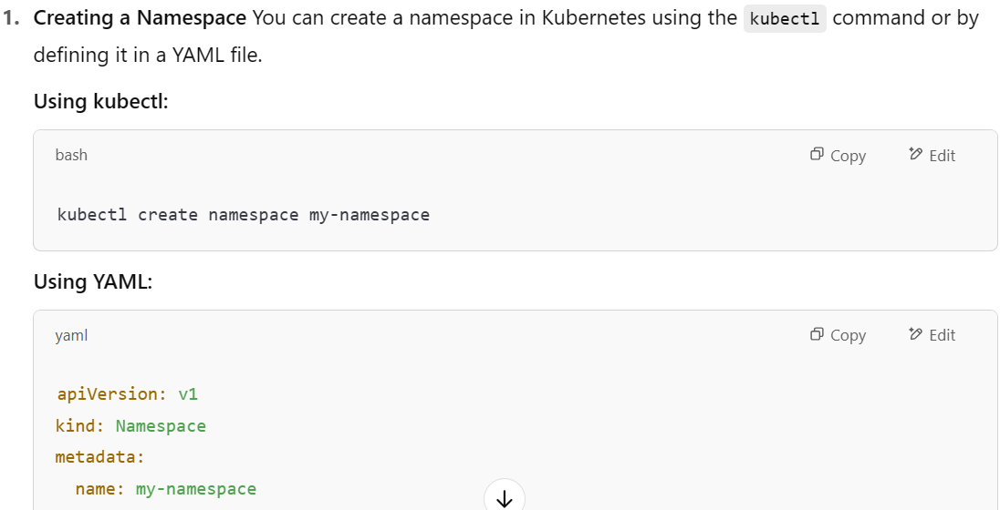 1. Creating a Namespace You can create a namespace in Kubernetes using the kubectl command or by
defining it in a YAML file.
Using kubectl:
bash Copy Edit
kubectl create namespace my-namespace
Using YAML:
yaml Copy Edit
apiVersion: v1
kind: Namespace
metadata:
  name: my-namespace